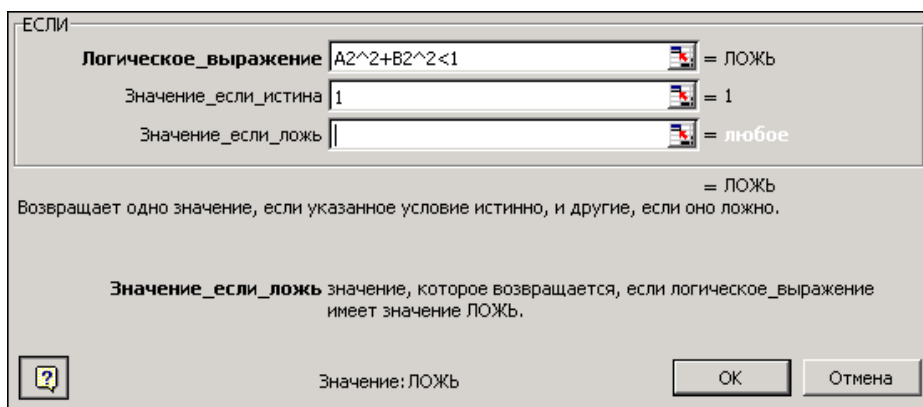 ЕСЛИ
Логическое_выражение A2^2+B2^2<1 = ЛОЖЬ
Значение_если_истина 1 = 1
Значение_если_ложь = любое
= ЛОЖЬ
Возвращает одно значение, если указанное условие истинно, и другие, если оно ложно.
Значение_если_ложь значение, которое возвращается, если логическое_выражение
имеет значение ЛОЖЬ.
? Значение:ЛОЖЬ OK Отмена